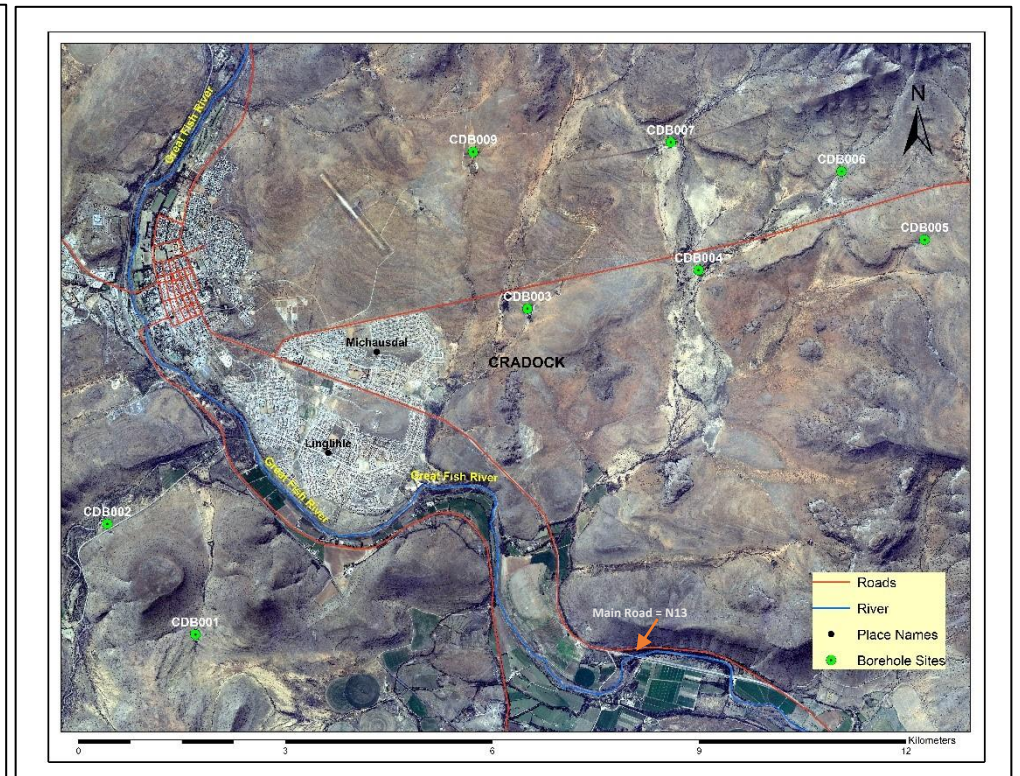 N
Great Fish River
CDB009
CDB007
CDB006
CDB005
CDB004
CDB003
Michausdal
CRADOCK
Linglihle
Great Fish River
Great Fish River
CDB002
CDB001
Main Road = N13
Roads
River
Place Names
Borehole Sites
Kilometers
0 3 6 9 12